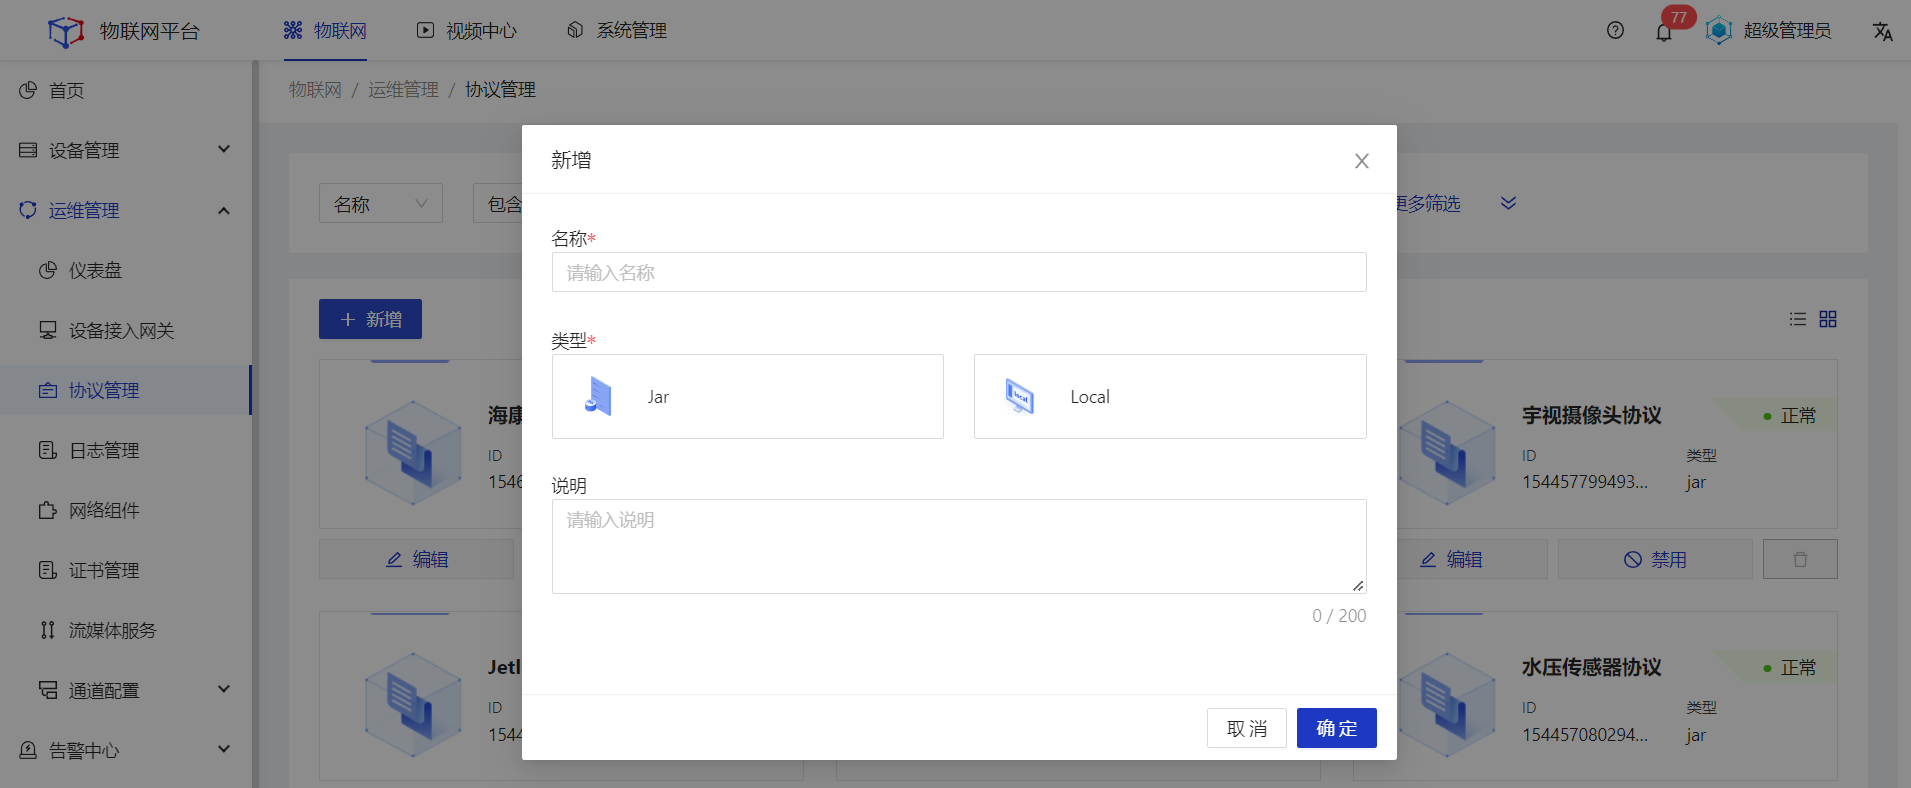 物联网平台
物联网
视频中心
系统管理
77
超级管理员
首页
设备管理
运维管理
仪表盘
设备接入网关
协议管理
日志管理
网络组件
证书管理
流媒体服务
通道配置
告警中心
物联网 / 运维管理 / 协议管理
名称
包含
更多筛选
新增
海康
ID
1546
编辑
Jetl
ID
1544
宇视摄像头协议
正常
ID
类型
154457799493...
jar
编辑
禁用
水压传感器协议
正常
ID
类型
154457080294...
jar
新增
名称*
请输入名称
类型*
Jar
Local
local
说明
请输入说明
0 / 200
取 消
确 定